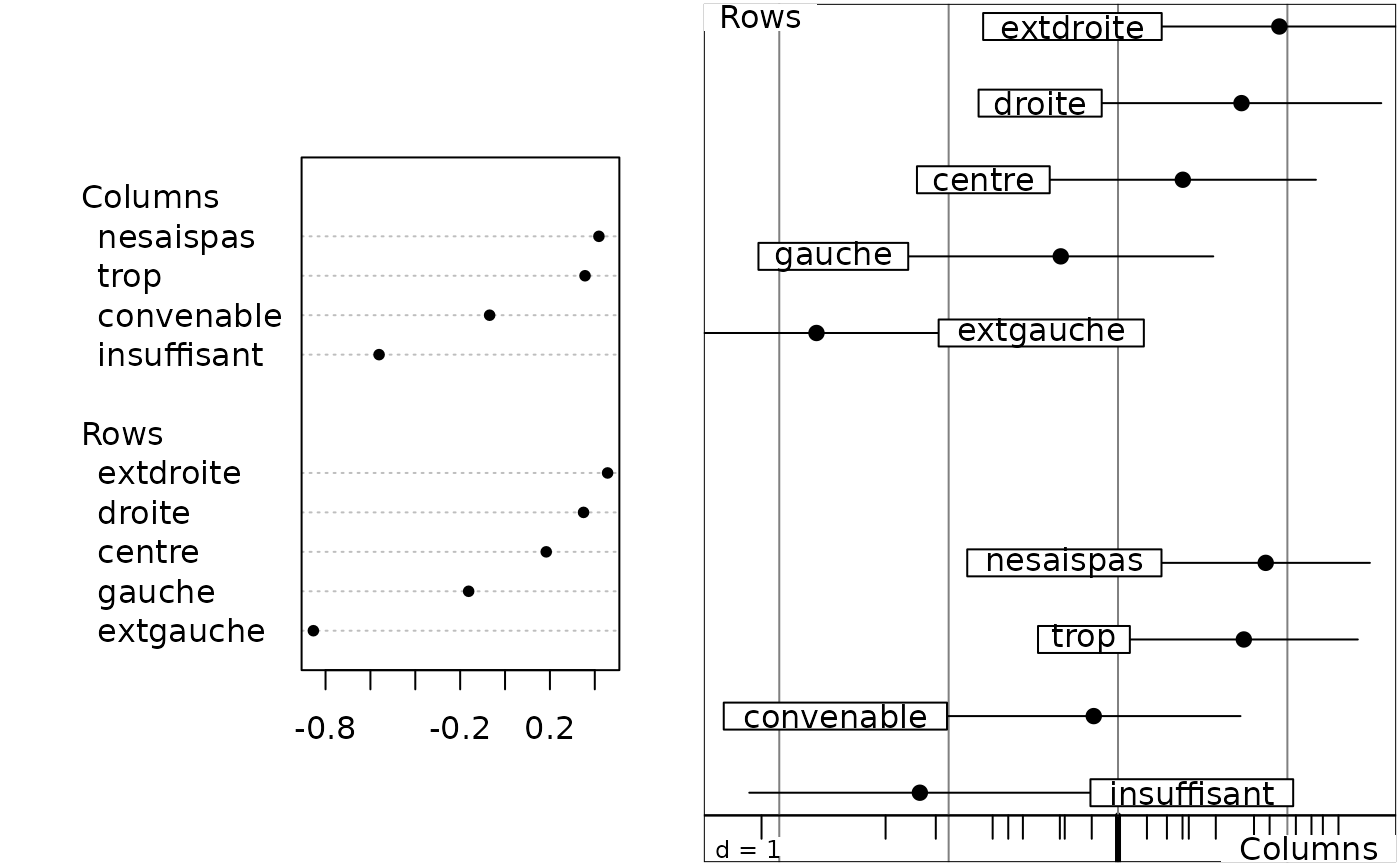 Columns
nesaispas
trop
convenable
insuffisant
Rows
extdroite
droite
centre
gauche
extgauche
-0.8 -0.2 0.2
Rows
extdroite
droite
centre
gauche
extgauche
nesaispas
trop
convenable
insuffisant
d = 1
Columns